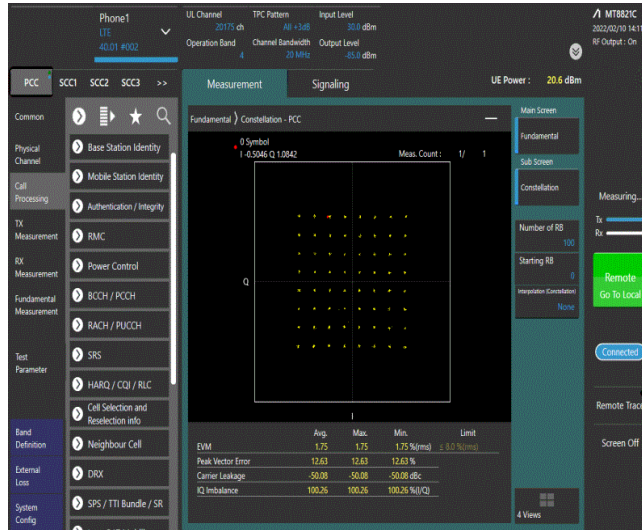 Phone1
LTE
40.01 #002
UL Channel
20175 ch
TPC Pattern
All +3dB
Input Level
30.0 dBm
Operation Band
4
Channel Bandwidth
20 MHz
Output Level
-85.0 dBm
MT8821C
2022/02/10 14:11
RF Output : On
PCC
SCC1
SCC2
SCC3
>>
Measurement
Signaling
UE Power : 20.6 dBm
Common
Physical
Channel
Call
Processing
TX
Measurement
RX
Measurement
Fundamental
Measurement
Test
Parameter
Band
Definition
External
Loss
System
Config
Base Station Identity
Mobile Station Identity
Authentication / Integrity
RMC
Power Control
BCCH / PCCH
RACH / PUCCH
SRS
HARQ / CQI / RLC
Cell Selection and
Reselection info
Neighbour Cell
DRX
SPS / TTI Bundle / SR
Fundamental ⟩ Constellation - PCC
0 Symbol
I -0.5046 Q 1.0842
Meas. Count : 1/ 1
Q
I
Avg. Max. Min. Limit
EVM 1.75 1.75 1.75 %(rms) ≤ 8.0 %(rms)
Peak Vector Error 12.63 12.63 12.63 %
Carrier Leakage -50.08 -50.08 -50.08 dBc
IQ Imbalance 100.26 100.26 100.26 %(I/Q)
Main Screen
Fundamental
Sub Screen
Constellation
Number of RB
100
Starting RB
0
Interpolation (Constellation)
None
4 Views
Measuring...
Tx
Rx
Remote
Go To Local
Connected
Remote Trace
Screen Off